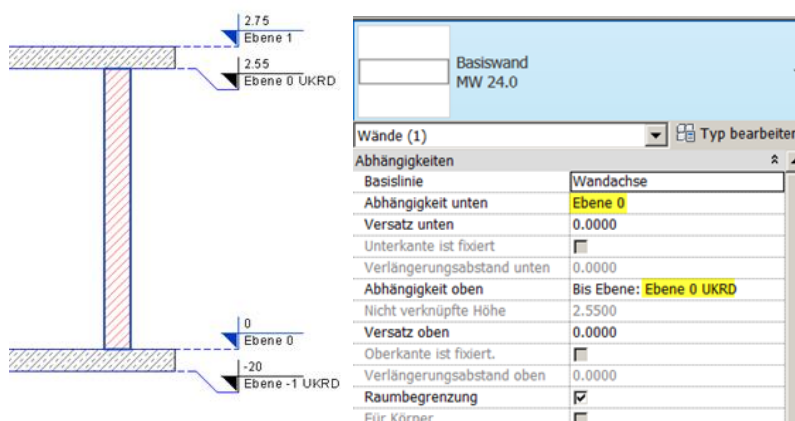 2.75
Ebene 1
2.55
Ebene 0 UKRD
0
Ebene 0
-20
Ebene -1 UKRD
Basiswand
MW 24.0
Wände (1)
Typ bearbeiten
Abhängigkeiten
Basislinie Wandachse
Abhängigkeit unten Ebene 0
Versatz unten 0.0000
Unterkante ist fixiert
Verlängerungsabstand unten 0.0000
Abhängigkeit oben Bis Ebene: Ebene 0 UKRD
Nicht verknüpfte Höhe 2.5500
Versatz oben 0.0000
Oberkante ist fixiert.
Verlängerungsabstand oben 0.0000
Raumbegrenzung
Für Körner